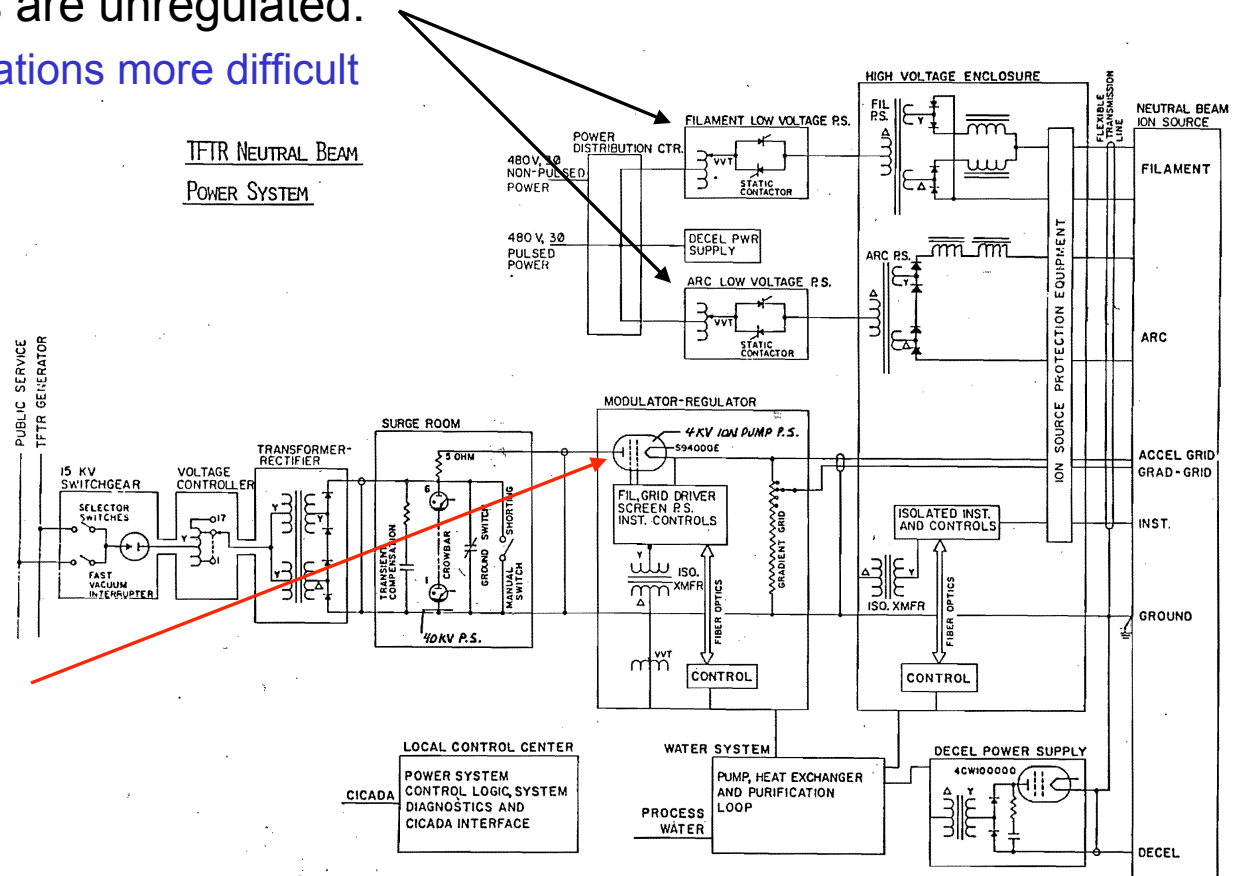 s are unregulated.
ations more difficult
TFTR NEUTRAL BEAM
POWER SYSTEM
PUBLIC SERVICE
TFTR GENERATOR
15 KV
SWITCHGEAR
SELECTOR
SWITCHES
FAST
VACUUM
INTERRUPTER
VOLTAGE
CONTROLLER
17
Y
1
TRANSFORMER-
RECTIFIER
Y
Y
Y
Δ
SURGE ROOM
5 OHM
6
1
TRANSIENT
COMPENSATION
CROWBAR
GROUND SWITCH
MANUAL SHORTING
SWITCH
40KV P.S.
POWER
DISTRIBUTION CTR.
480V, 3Ø
NON-PULSED
POWER
480 V, 3Ø
PULSED
POWER
FILAMENT LOW VOLTAGE P.S.
VVT
STATIC
CONTACTOR
DECEL PWR
SUPPLY
ARC LOW VOLTAGE P.S.
VVT
STATIC
CONTACTOR
MODULATOR-REGULATOR
4KV ION PUMP P.S.
S94000E
FIL, GRID DRIVER
SCREEN P.S.
INST. CONTROLS
Y
Δ
ISO.
XMFR
VVT
FIBER OPTICS
CONTROL
GRADIENT GRID
HIGH VOLTAGE ENCLOSURE
FIL
P.S.
Δ
Y
Δ
ARC P.S.
Δ
Y
Δ
ION SOURCE PROTECTION EQUIPMENT
ISOLATED INST.
AND CONTROLS
Δ
Y
ISO. XMFR
FIBER OPTICS
CONTROL
FLEXIBLE
TRANSMISSION
LINE
NEUTRAL BEAM
ION SOURCE
FILAMENT
ARC
ACCEL GRID
GRAD-GRID
INST.
GROUND
DECEL
LOCAL CONTROL CENTER
CICADA
POWER SYSTEM
CONTROL LOGIC, SYSTEM
DIAGNOSTICS AND
CICADA INTERFACE
WATER SYSTEM
PROCESS
WATER
PUMP, HEAT EXCHANGER
AND PURIFICATION
LOOP
DECEL POWER SUPPLY
4CW100000
Δ
Y